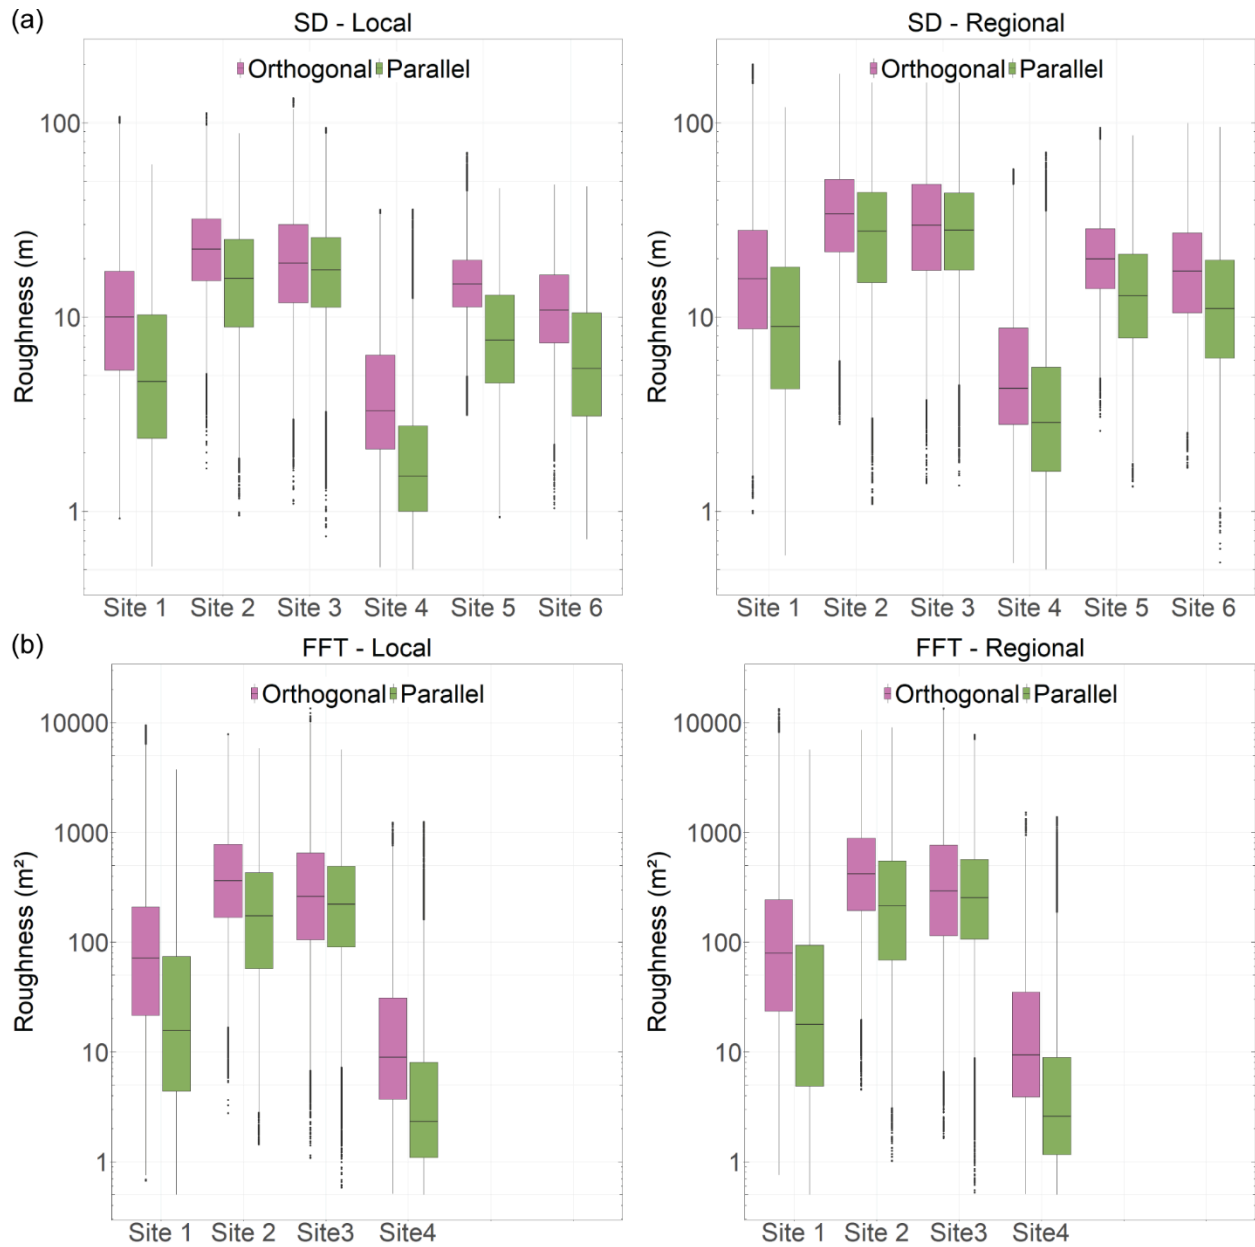 (a)
SD - Local
Orthogonal Parallel
Roughness (m)
100
10
1
Site 1 Site 2 Site 3 Site 4 Site 5 Site 6
SD - Regional
Orthogonal Parallel
Roughness (m)
100
10
1
Site 1 Site 2 Site 3 Site 4 Site 5 Site 6
(b)
FFT - Local
Orthogonal Parallel
Roughness (m²)
10000
1000
100
10
1
Site 1 Site 2 Site3 Site4
FFT - Regional
Orthogonal Parallel
Roughness (m²)
10000
1000
100
10
1
Site 1 Site 2 Site3 Site4